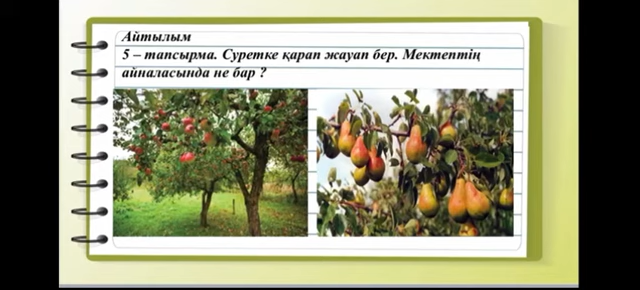 Айтылым
5 – тапсырма. Суретке қарап жауап бер. Мектептің
айналасында не бар ?